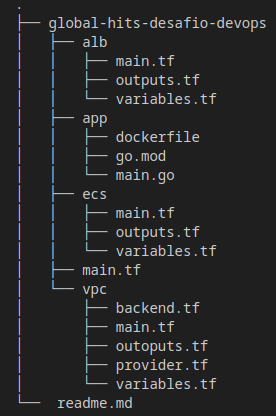 .
├── global-hits-desafio-devops
│   ├── alb
│   │   ├── main.tf
│   │   ├── outputs.tf
│   │   └── variables.tf
│   ├── app
│   │   ├── dockerfile
│   │   ├── go.mod
│   │   └── main.go
│   ├── ecs
│   │   ├── main.tf
│   │   ├── outputs.tf
│   │   └── variables.tf
│   ├── main.tf
│   └── vpc
│       ├── backend.tf
│       ├── main.tf
│       ├── outoputs.tf
│       ├── provider.tf
│       └── variables.tf
└──  readme.md